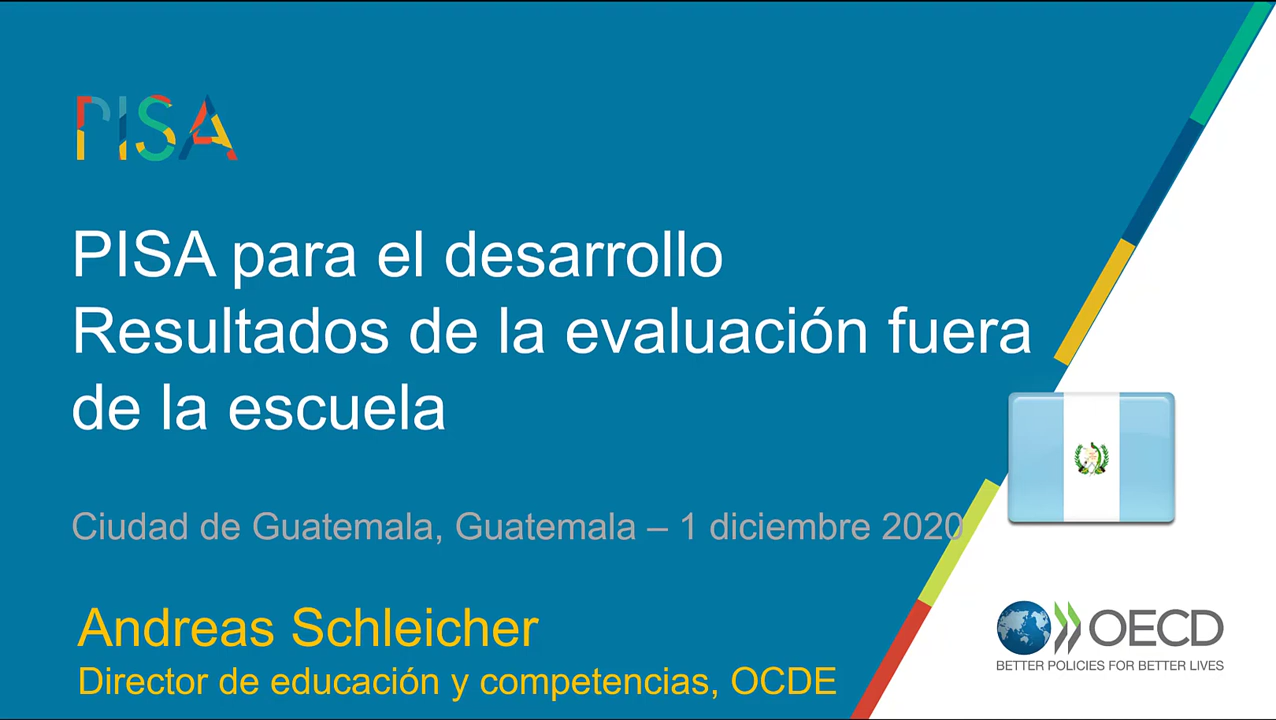 PISA
PISA para el desarrollo
Resultados de la evaluación fuera
de la escuela
Ciudad de Guatemala, Guatemala – 1 diciembre 2020
Andreas Schleicher
Director de educación y competencias, OCDE
OECD
BETTER POLICIES FOR BETTER LIVES